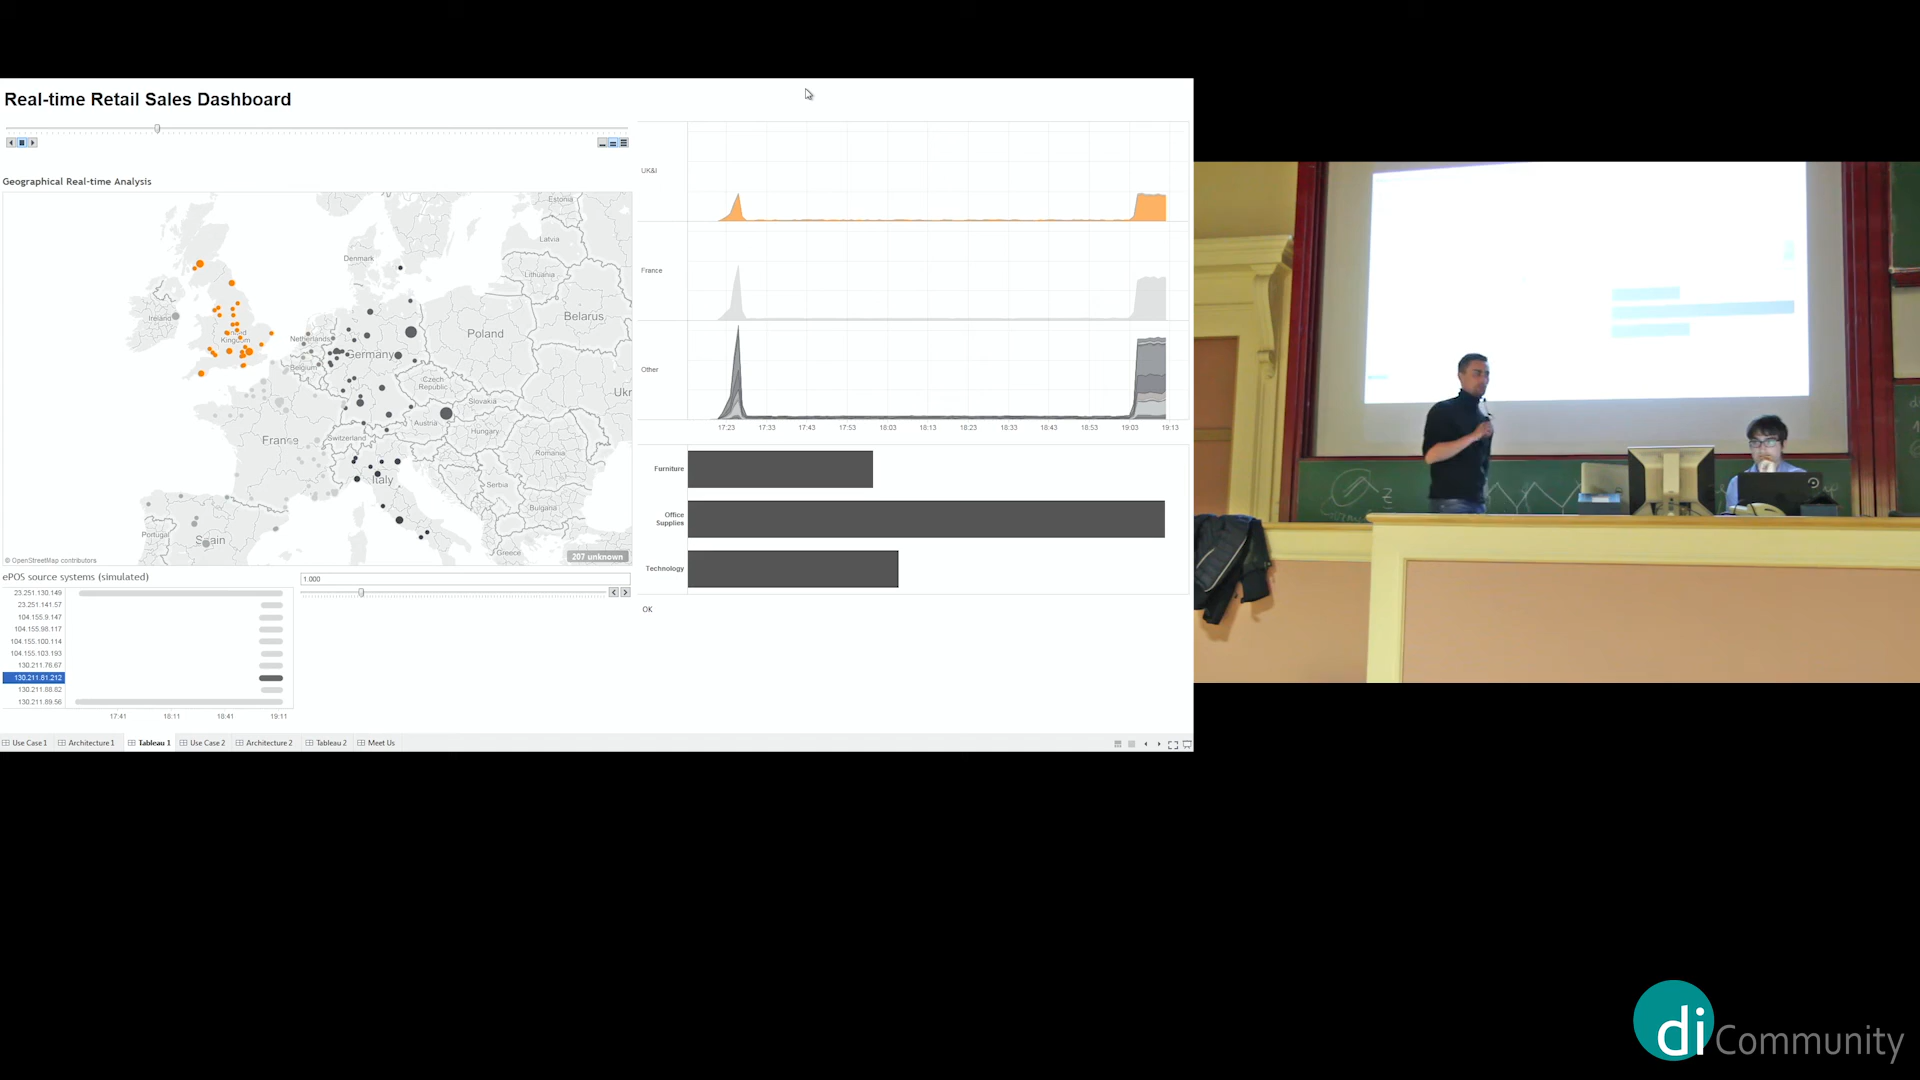 Real-time Retail Sales Dashboard
Geographical Real-time Analysis
Estonia
Latvia
Denmark
Lithuania
Ireland
United
Kingdom
Netherlands
Belgium
Germany
Poland
Belarus
Czech
Republic
Ukr
Slovakia
Austria
Hungary
France
Switzerland
Romania
Italy
Serbia
Bulgaria
Portugal
Spain
Greece
© OpenStreetMap contributors
207 unknown
ePOS source systems (simulated)
23.251.130.149
23.251.141.57
104.155.9.147
104.155.98.117
104.155.100.114
104.155.103.193
130.211.76.67
130.211.81.212
130.211.88.82
130.211.89.56
17:41 18:11 18:41 19:11
1.000
UK&I
France
Other
17:23 17:33 17:43 17:53 18:03 18:13 18:23 18:33 18:43 18:53 19:03 19:13
Furniture
Office
Supplies
Technology
OK
Use Case 1 Architecture 1 Tableau 1 Use Case 2 Architecture 2 Tableau 2 Meet Us
di Community